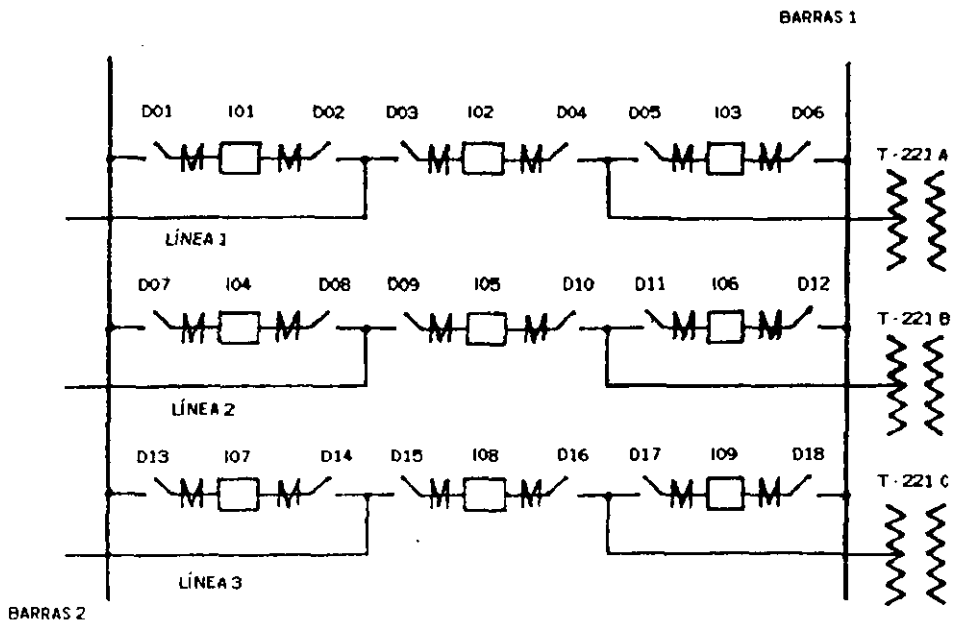 BARRAS 1
D01 I01 D02 D03 I02 D04 D05 I03 D06
T-221 A
LÍNEA 1
D07 I04 D08 D09 I05 D10 D11 I06 D12
T-221 B
LÍNEA 2
D13 I07 D14 D15 I08 D16 D17 I09 D18
T-221 C
LÍNEA 3
BARRAS 2